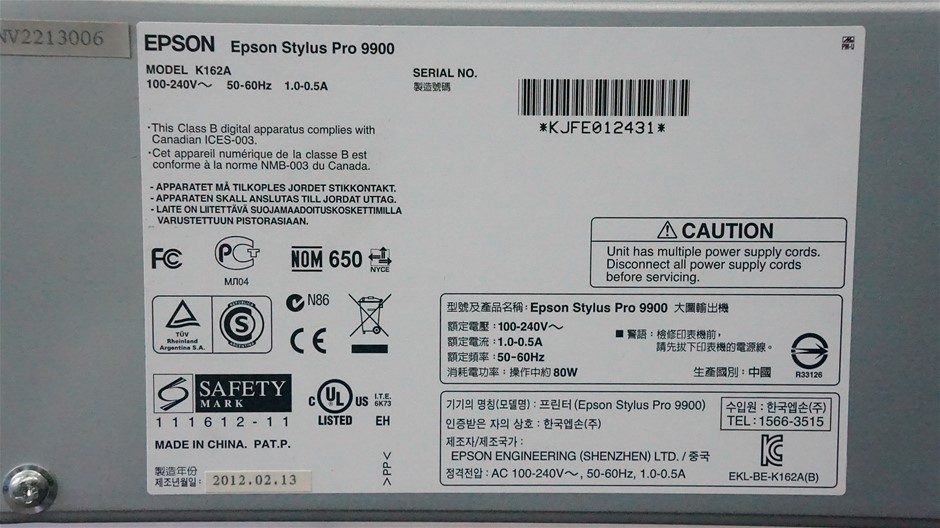 NV2213006
EPSON Epson Stylus Pro 9900
MODEL K162A
100-240V～ 50-60Hz 1.0-0.5A
SERIAL NO.
製造號碼
*KJFE012431*
·This Class B digital apparatus complies with
Canadian ICES-003.
·Cet appareil numérique de la classe B est
conforme à la norme NMB-003 du Canada.
- APPARATET MÅ TILKOPLES JORDET STIKKONTAKT.
- APPARATEN SKALL ANSLUTAS TILL JORDAT UTTAG.
- LAITE ON LIITETTÄVÄ SUOJAMAADOITUSKOSKETTIMILLA
VARUSTETTUUN PISTORASIAAN.
FC
PCT
МЛ04
NOM 650
NYCE
⚠ CAUTION
Unit has multiple power supply cords.
Disconnect all power supply cords
before servicing.
TÜV
Rheinland
Argentina S.A.
S
N86
CE
型號及產品名稱：Epson Stylus Pro 9900 大圖輸出機
額定電壓：100-240V～
額定電流：1.0-0.5A
額定頻率：50-60Hz
消耗電功率：操作中約 80W
■ 警語：檢修印表機前，
請先拔下印表機的電源線。
生產國別：中國
R33126
SAFETY
MARK
111612-11
C UL US
LISTED
I.T.E.
6K73
EH
MADE IN CHINA. PAT.P.
製造年份
제조년월일:
2012.02.13
>PP<
기기의 명칭(모델명) : 프린터 (Epson Stylus Pro 9900)
인증받은 자의 상호 : 한국엡손(주)
제조자/제조국가 :
EPSON ENGINEERING (SHENZHEN) LTD. / 중국
정격전압 : AC 100-240V～, 50-60Hz, 1.0-0.5A
수입원 : 한국엡손(주)
TEL : 1566-3515
EKL-BE-K162A(B)